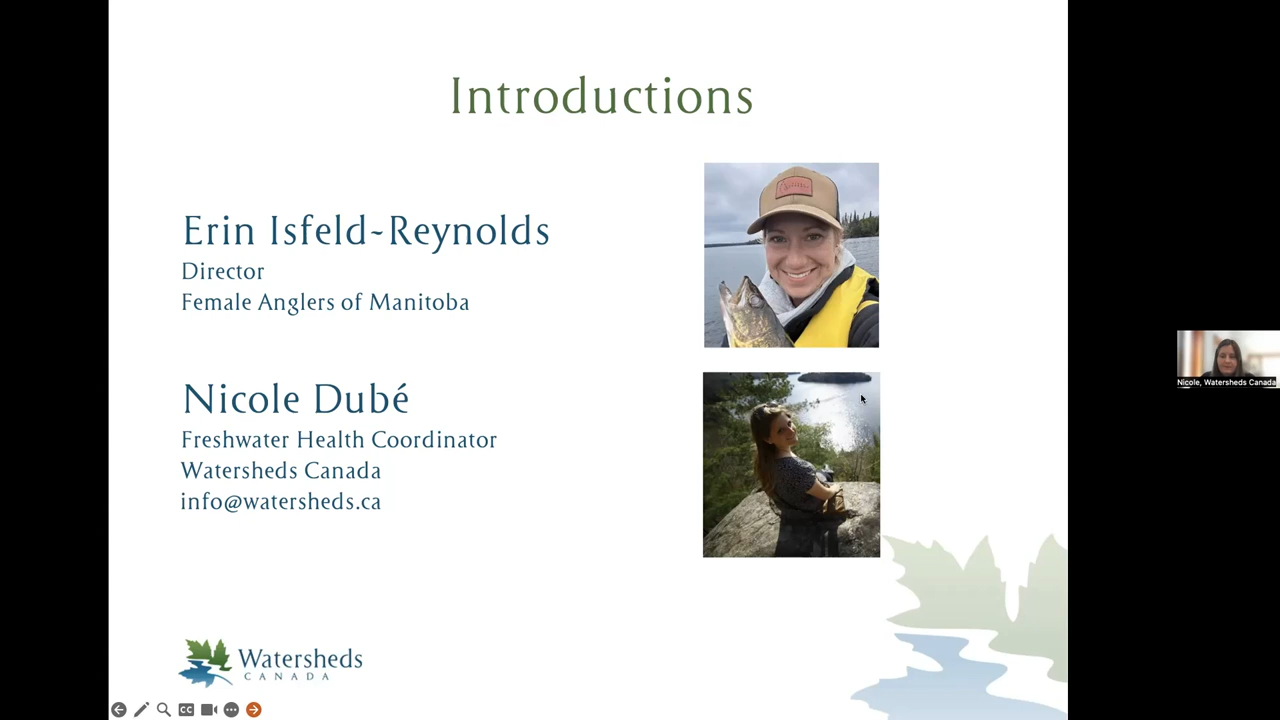 Introductions
Erin Isfeld-Reynolds
Director
Female Anglers of Manitoba
Nicole Dubé
Freshwater Health Coordinator
Watersheds Canada
info@watersheds.ca
Nicole, Watersheds Canada
Watersheds
CANADA
CC